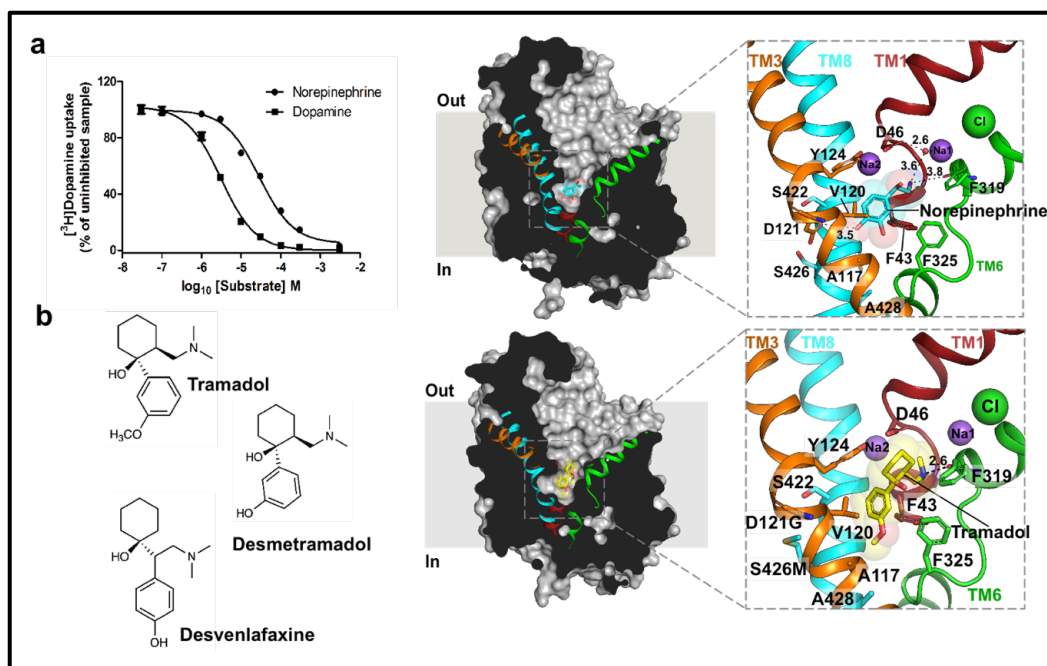 a
[³H]Dopamine uptake
(% of uninhibited sample)
120
80
40
0
-8 -7 -6 -5 -4 -3 -2
log₁₀ [Substrate] M
Norepinephrine
Dopamine
Out
In
TM3 TM8 TM1
Cl
D46
2.6
Na1
Y124
Na2
3.6
3.8
S422
V120
F319
Norepinephrine
D121
3.5
F43
F325
S426
A117
TM6
A428
b
H₃CO
HO
N
Tramadol
HO
N
HO
Desmetramadol
HO
N
OH
Desvenlafaxine
Out
In
TM3 TM8 TM1
Cl
D46
Na1
Y124
Na2
2.6
S422
F319
F43
D121G
V120
Tramadol
F325
S426M
A117
A428
TM6